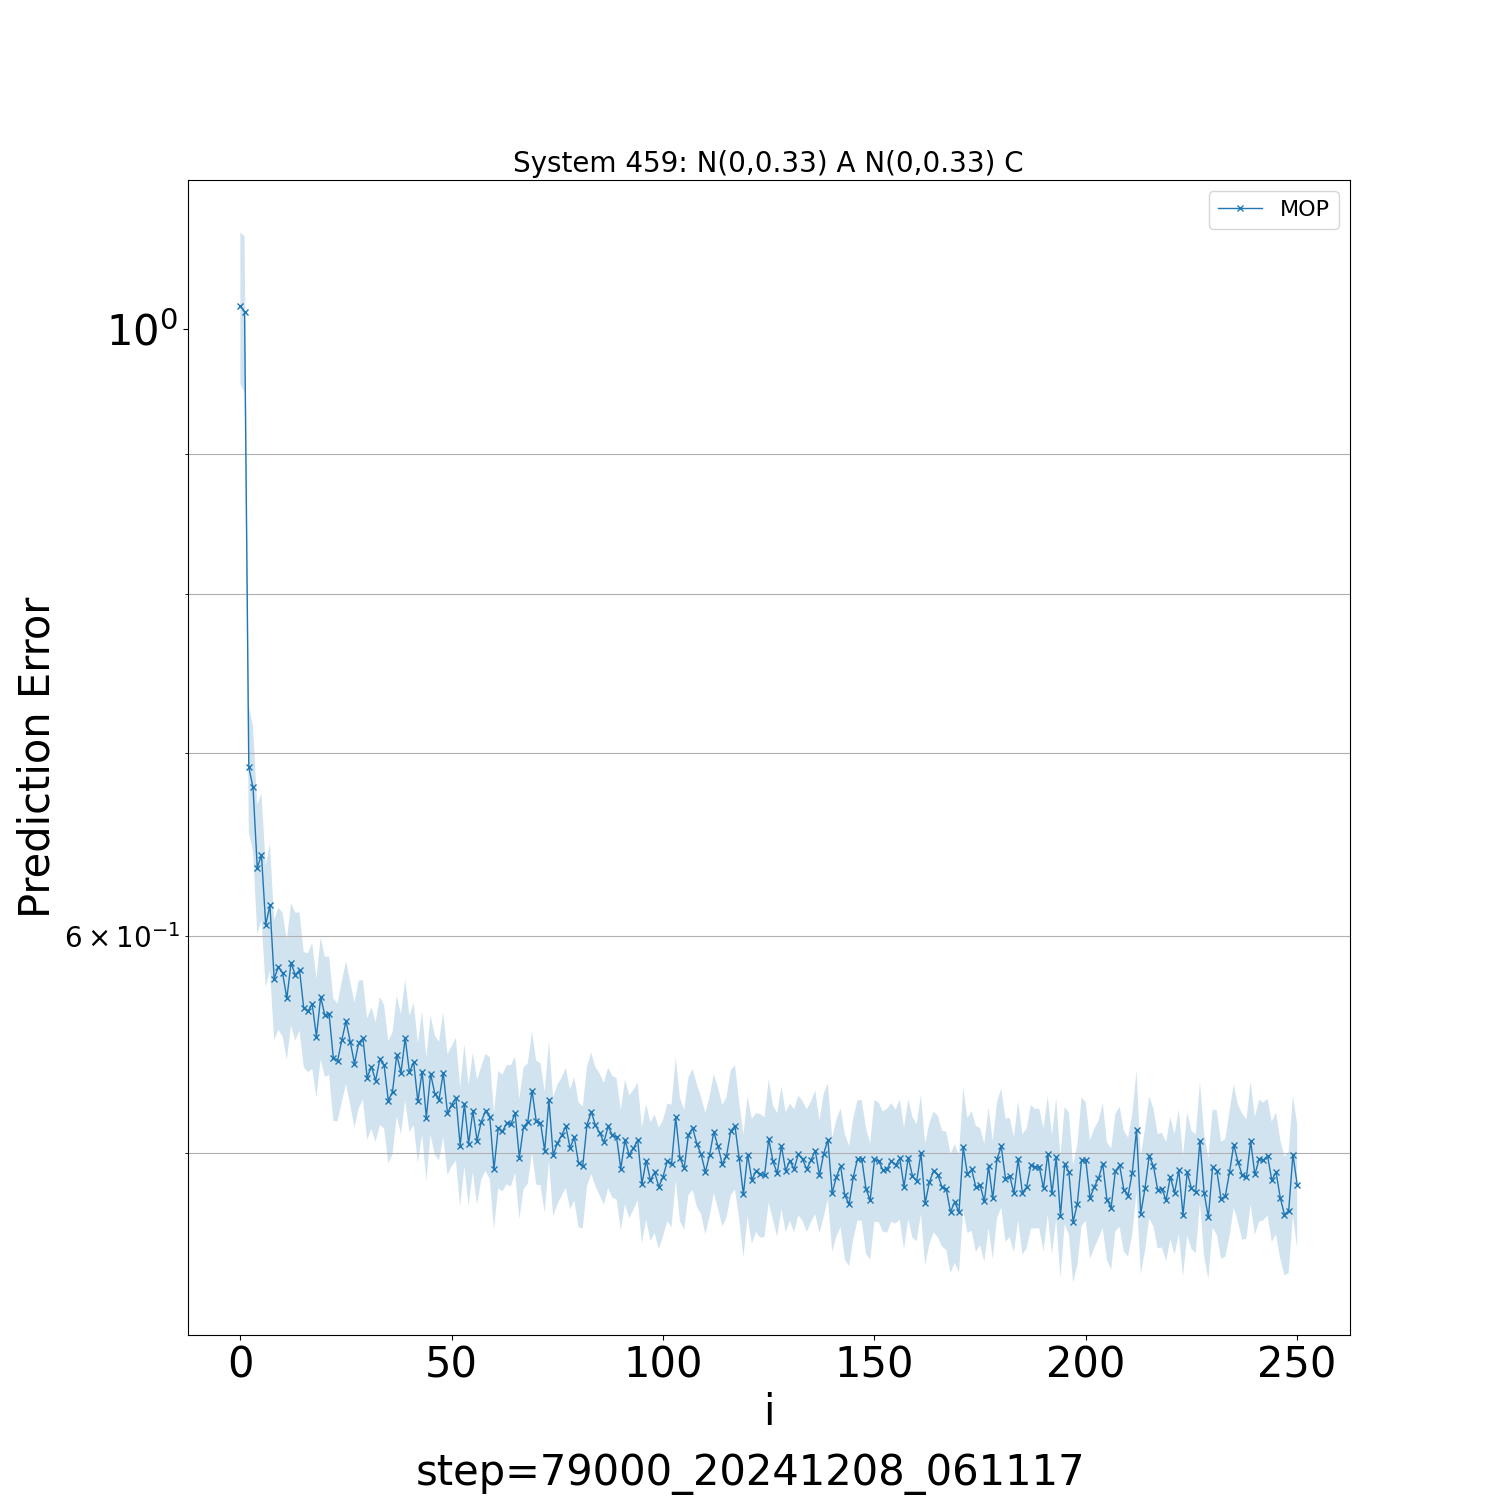 System 459: N(0,0.33) A N(0,0.33) C
MOP
10⁰
6 × 10⁻¹
Prediction Error
0 50 100 150 200 250
i
step=79000_20241208_061117